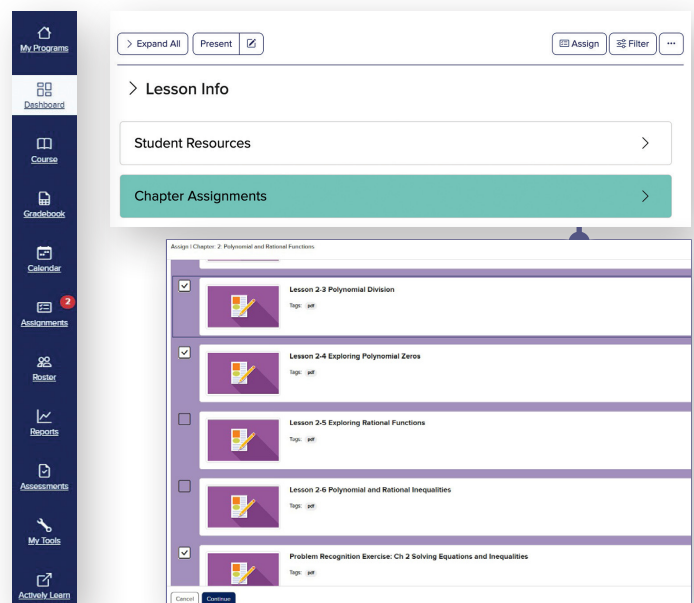 My Programs
Dashboard
Course
Gradebook
Calendar
2
Assignments
Roster
Reports
Assessments
My Tools
Actively Learn
Expand All
Present
Assign
Filter
Lesson Info
Student Resources
Chapter Assignments
Assign | Chapter: 2: Polynomial and Rational Functions
Lesson 2-3 Polynomial Division
Tags: pdf
Lesson 2-4 Exploring Polynomial Zeros
Tags: pdf
Lesson 2-5 Exploring Rational Functions
Tags: pdf
Lesson 2-6 Polynomial and Rational Inequalities
Tags: pdf
Problem Recognition Exercise: Ch 2 Solving Equations and Inequalities
Tags: pdf
Cancel
Continue